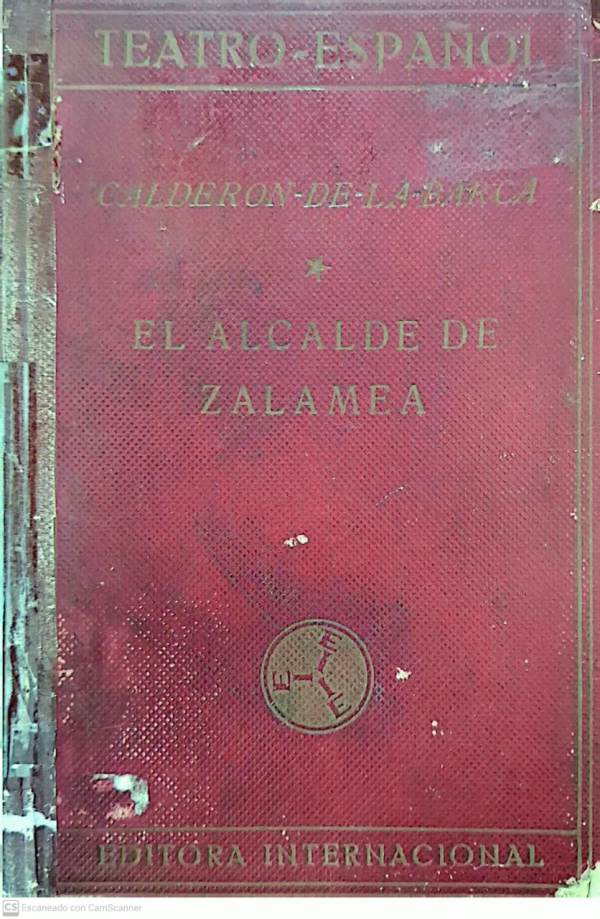 TEATRO-ESPAÑOL
CALDERON-DE-LA-BARCA
EL ALCALDE DE
ZALAMEA
E I E I E I
EDITORA INTERNACIONAL
CS Escaneado con CamScanner